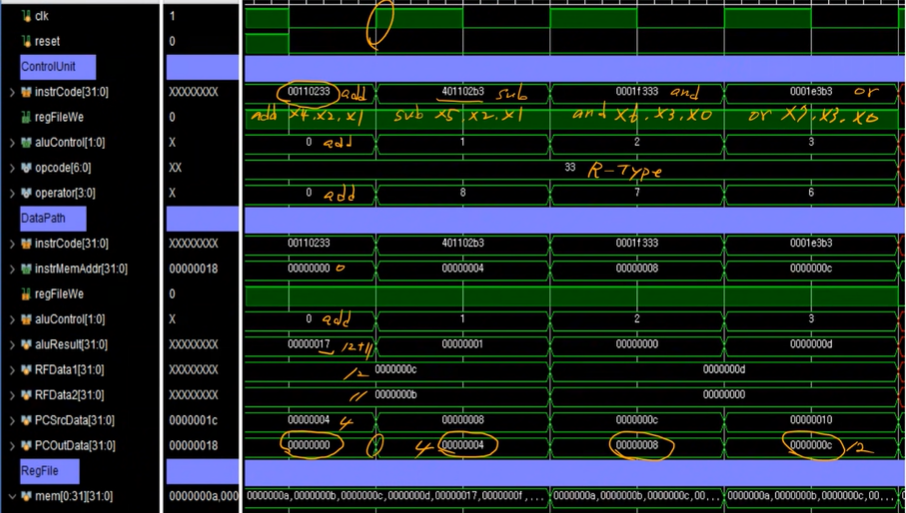 clk 1
reset 0
ControlUnit
instrCode[31:0] XXXXXXXX 00110233 add 401102b3 sub 0001f333 and 0001e3b3 or
regFileWe 0 add X4, X2, X1 sub X5, X2, X1 and X6, X3, X0 or X7, X3, X0
aluControl[1:0] X 0 add 1 2 3
opcode[6:0] XX 33 R-Type
operator[3:0] X 0 add 8 7 6
DataPath
instrCode[31:0] XXXXXXXX 00110233 401102b3 0001f333 0001e3b3
instrMemAddr[31:0] 00000018 00000000 0 00000004 00000008 0000000c
regFileWe 0
aluControl[1:0] X 0 add 1 2 3
aluResult[31:0] XXXXXXXX 00000017 12+11 00000001 00000000 0000000d
RFData1[31:0] XXXXXXXX 12 0000000c 0000000d
RFData2[31:0] XXXXXXXX 11 0000000b 00000000
PCSrcData[31:0] 0000001c 00000004 4 00000008 0000000c 00000010
PCOutData[31:0] 00000018 00000000 4 00000004 00000008 0000000c 12
RegFile
mem[0:31][31:0] 0000000a,000 0000000a,0000000b,0000000c,0000000d,00000017,0000000f,... 0000000a,0000000b,0000000c,00... 0000000a,0000000b,0000000c,00...